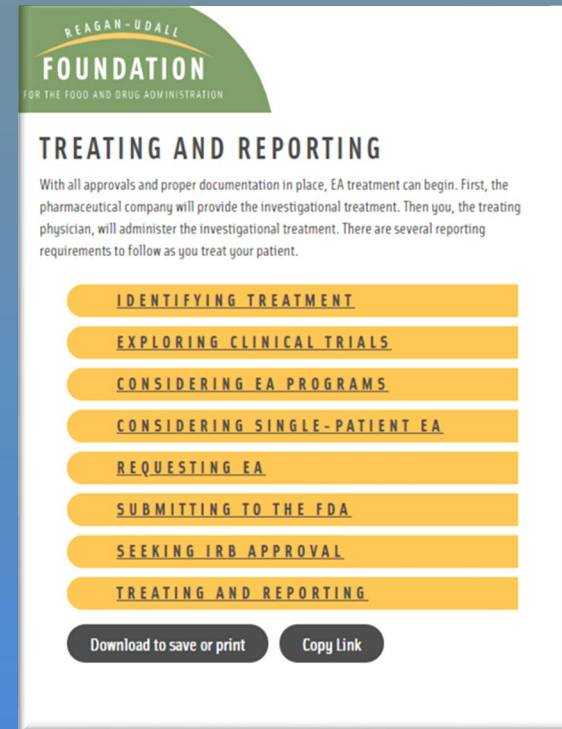 REAGAN-UDALL
FOUNDATION
FOR THE FOOD AND DRUG ADMINISTRATION
TREATING AND REPORTING
With all approvals and proper documentation in place, EA treatment can begin. First, the
pharmaceutical company will provide the investigational treatment. Then you, the treating
physician, will administer the investigational treatment. There are several reporting
requirements to follow as you treat your patient.
IDENTIFYING TREATMENT
EXPLORING CLINICAL TRIALS
CONSIDERING EA PROGRAMS
CONSIDERING SINGLE-PATIENT EA
REQUESTING EA
SUBMITTING TO THE FDA
SEEKING IRB APPROVAL
TREATING AND REPORTING
Download to save or print Copy Link